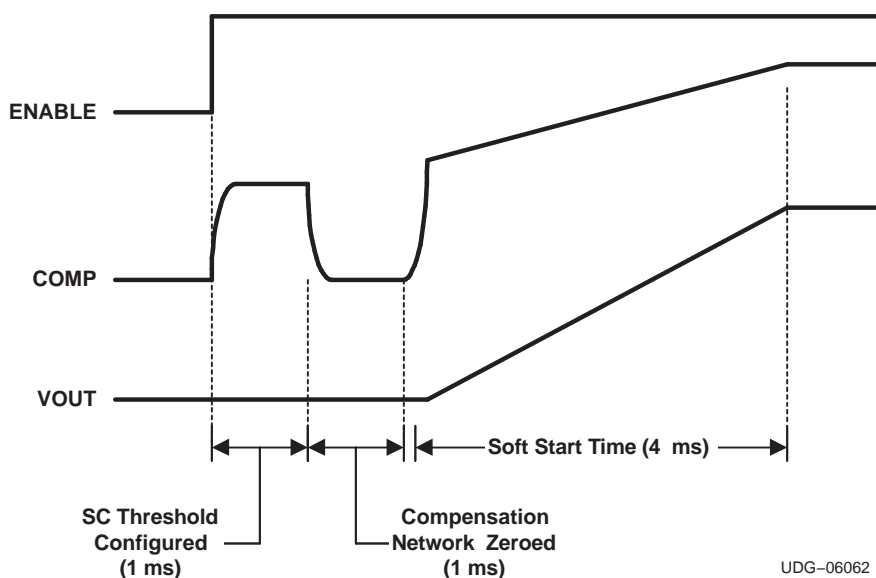 ENABLE
COMP
VOUT
Soft Start Time (4 ms)
SC Threshold
Configured
(1 ms)
Compensation
Network Zeroed
(1 ms)
UDG–06062